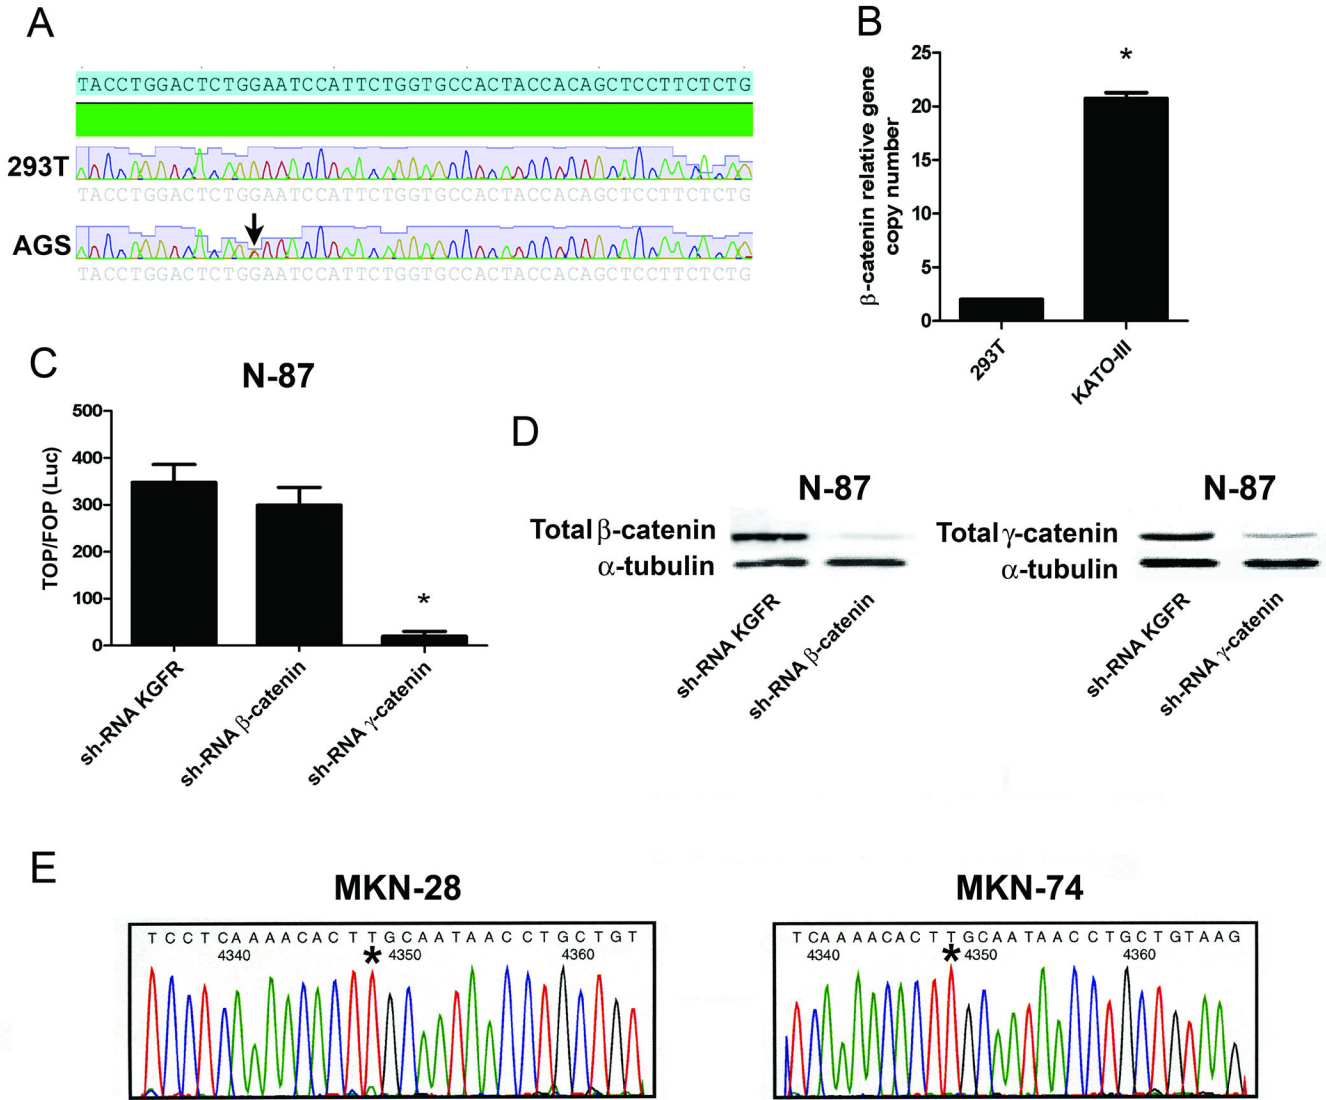 A
TACCTGGACTCTGGAATCCATTCTGGTGCCACTACCACAGCTCCTTCTCTG
293T
TACCTGGACTCTGGAATCCATTCTGGTGCCACTACCACAGCTCCTTCTCTG
AGS
TACCTGGACTCTGGAATCCATTCTGGTGCCACTACCACAGCTCCTTCTCTG
B
β-catenin relative gene
copy number
25
20
15
10
5
0
*
293T
KATO-III
C
N-87
TOP/FOP (Luc)
500
400
300
200
100
0
*
sh-RNA KGFR
sh-RNA β-catenin
sh-RNA γ-catenin
D
N-87
Total β-catenin
α-tubulin
sh-RNA KGFR
sh-RNA β-catenin
N-87
Total γ-catenin
α-tubulin
sh-RNA KGFR
sh-RNA γ-catenin
E
MKN-28
T C C T C A A A A C A C T T G C A A T A A C C T G C T G T
4340 * 4350 4360
MKN-74
T C A A A A C A C T T G C A A T A A C C T G C T G T A A G
4340 * 4350 4360